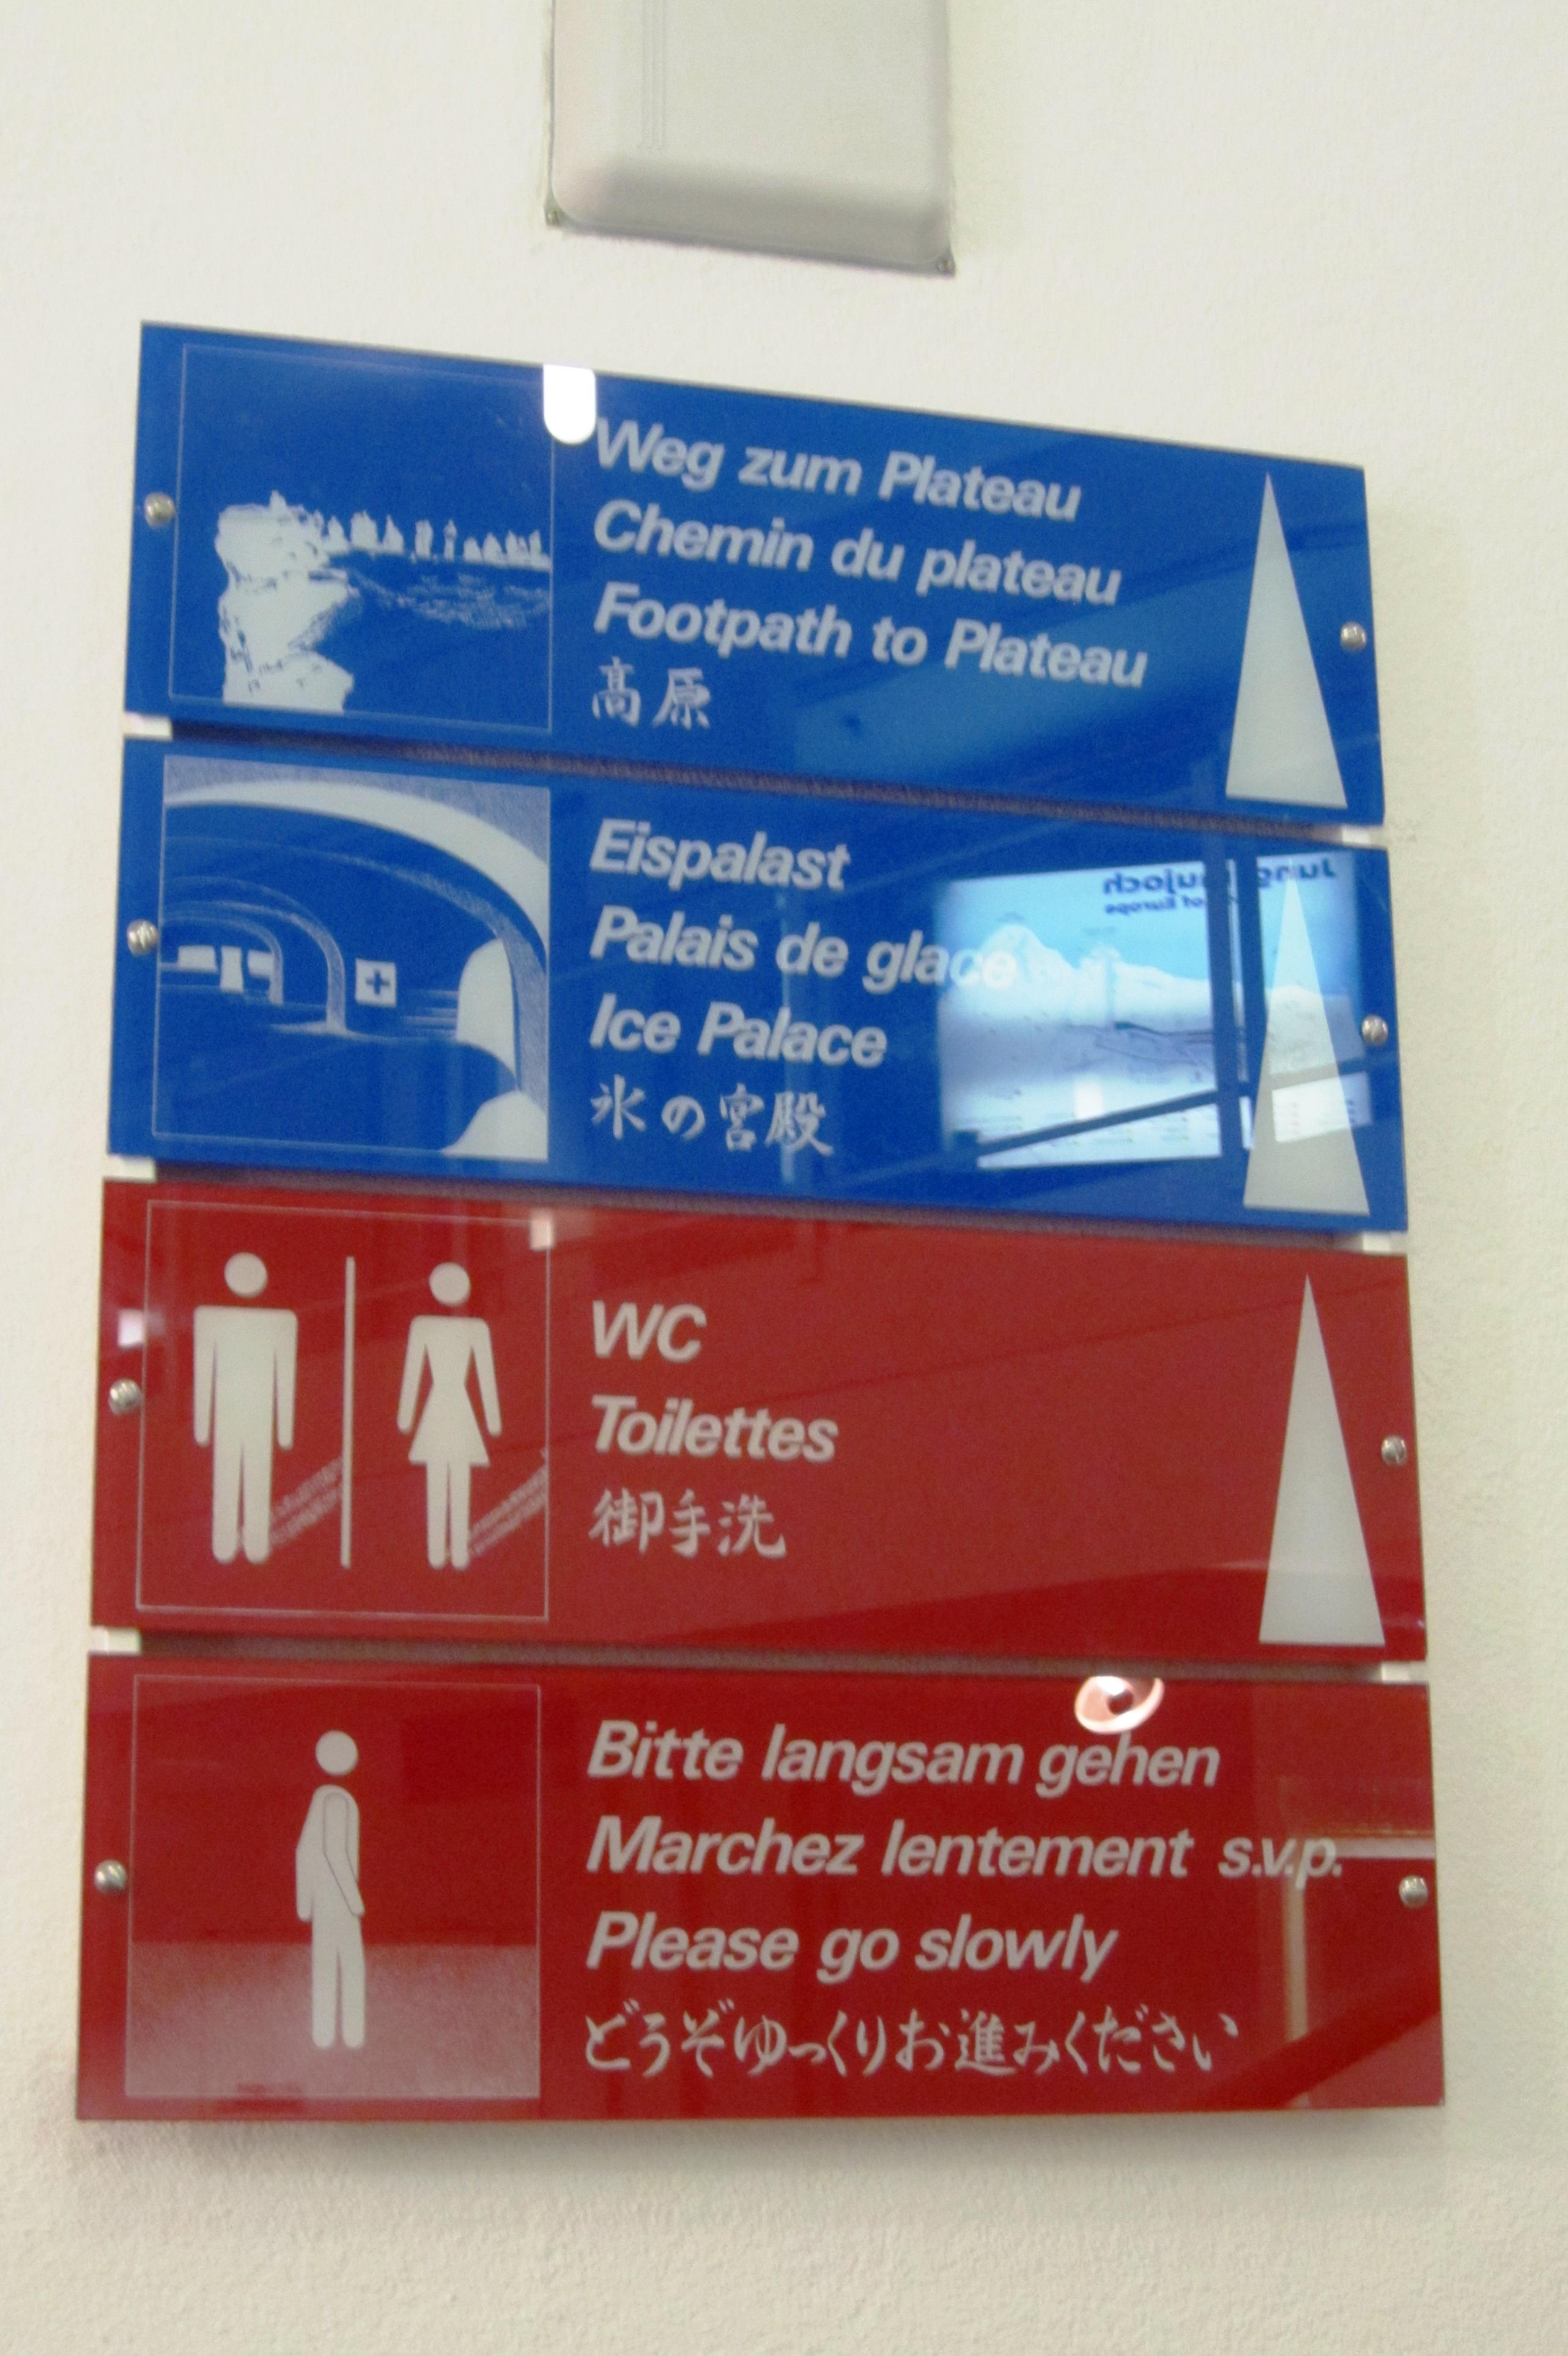 Weg zum Plateau
Chemin du plateau
Footpath to Plateau
高原
Eispalast
Palais de glace
Ice Palace
氷の宮殿
WC
Toilettes
御手洗
Bitte langsam gehen
Marchez lentement s.v.p.
Please go slowly
どうぞゆっくりお進みください